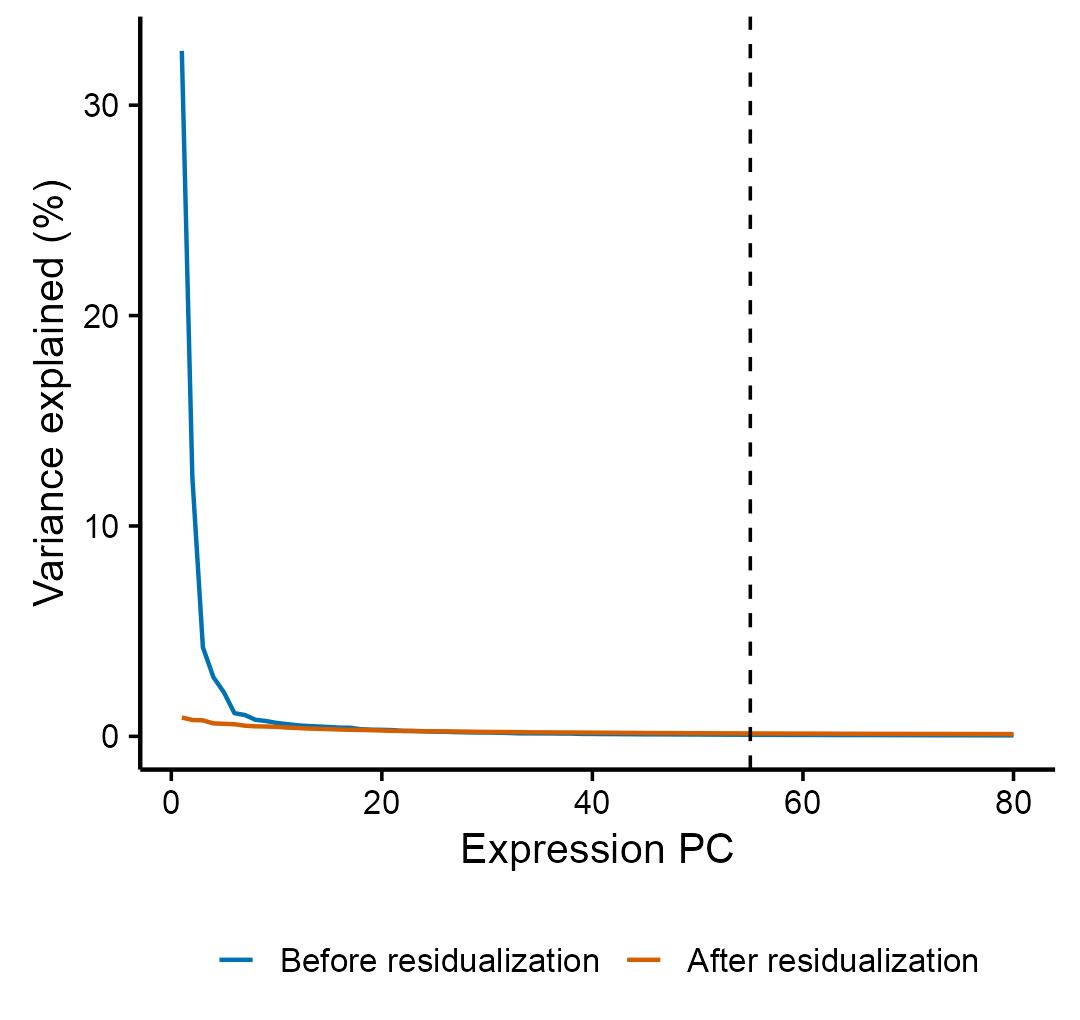 Variance explained (%)
30
20
10
0
0 20 40 60 80
Expression PC
Before residualization After residualization